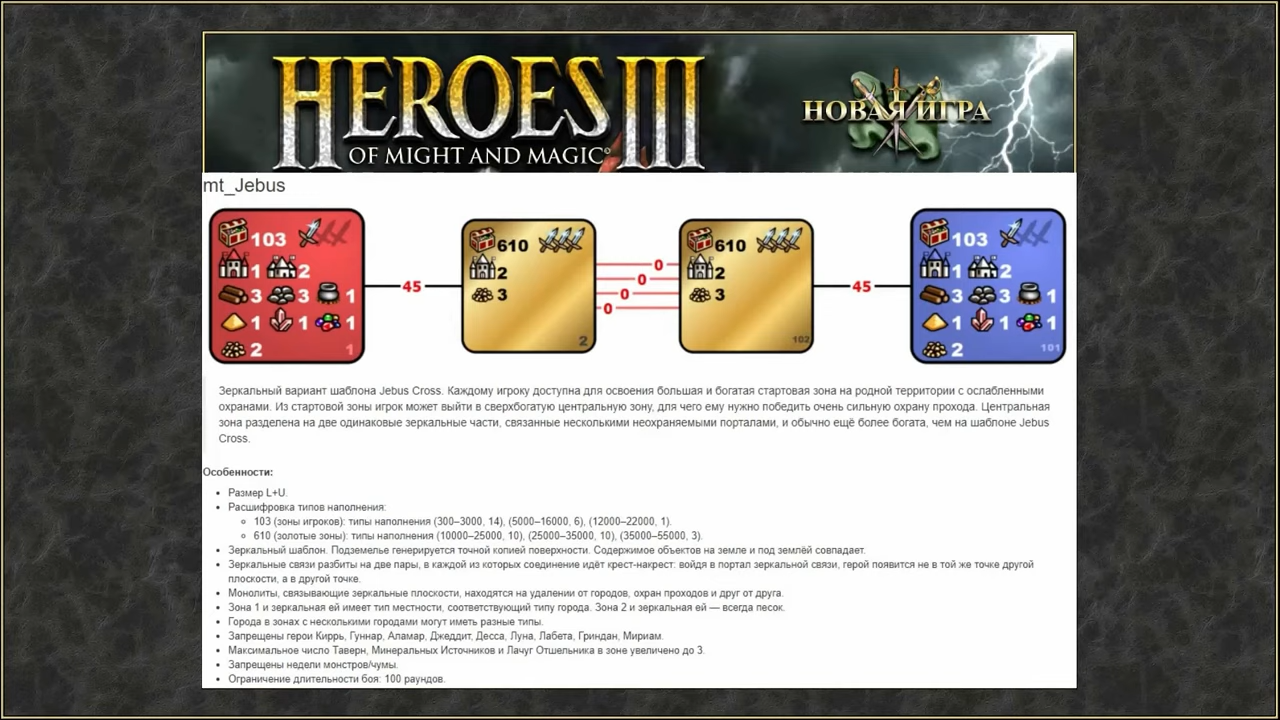 HEROES III
OF MIGHT AND MAGIC©
НОВАЯ ИГРА
mt_Jebus
103
1 2
3 3 1
1 1 1
2 1
45
610
2
3
2
0
0
0
0
610
2
3
102
45
103
1 2
3 3 1
1 1 1
2 101
Зеркальный вариант шаблона Jebus Cross. Каждому игроку доступна для освоения большая и богатая стартовая зона на родной территории с ослабленными
охранами. Из стартовой зоны игрок может выйти в сверхбогатую центральную зону, для чего ему нужно победить очень сильную охрану прохода. Центральная
зона разделена на две одинаковые зеркальные части, связанные несколькими неохраняемыми порталами, и обычно ещё более богата, чем на шаблоне Jebus
Cross.
Особенности:
• Размер L+U.
• Расшифровка типов наполнения:
◦ 103 (зоны игроков): типы наполнения (300–3000, 14), (5000–16000, 6), (12000–22000, 1).
◦ 610 (золотые зоны): типы наполнения (10000–25000, 10), (25000–35000, 10), (35000–55000, 3).
• Зеркальный шаблон. Подземелье генерируется точной копией поверхности. Содержимое объектов на земле и под землёй совпадает.
• Зеркальные связи разбиты на две пары, в каждой из которых соединение идёт крест-накрест: войдя в портал зеркальной связи, герой появится не в той же точке другой
плоскости, а в другой точке.
• Монолиты, связывающие зеркальные плоскости, находятся на удалении от городов, охран проходов и друг от друга.
• Зона 1 и зеркальная ей имеет тип местности, соответствующий типу города. Зона 2 и зеркальная ей — всегда песок.
• Города в зонах с несколькими городами могут иметь разные типы.
• Запрещены герои Киррь, Гуннар, Аламар, Джеддит, Десса, Луна, Лабета, Гриндан, Мириам.
• Максимальное число Таверн, Минеральных Источников и Лачуг Отшельника в зоне увеличено до 3.
• Запрещены недели монстров/чумы.
• Ограничение длительности боя: 100 раундов.